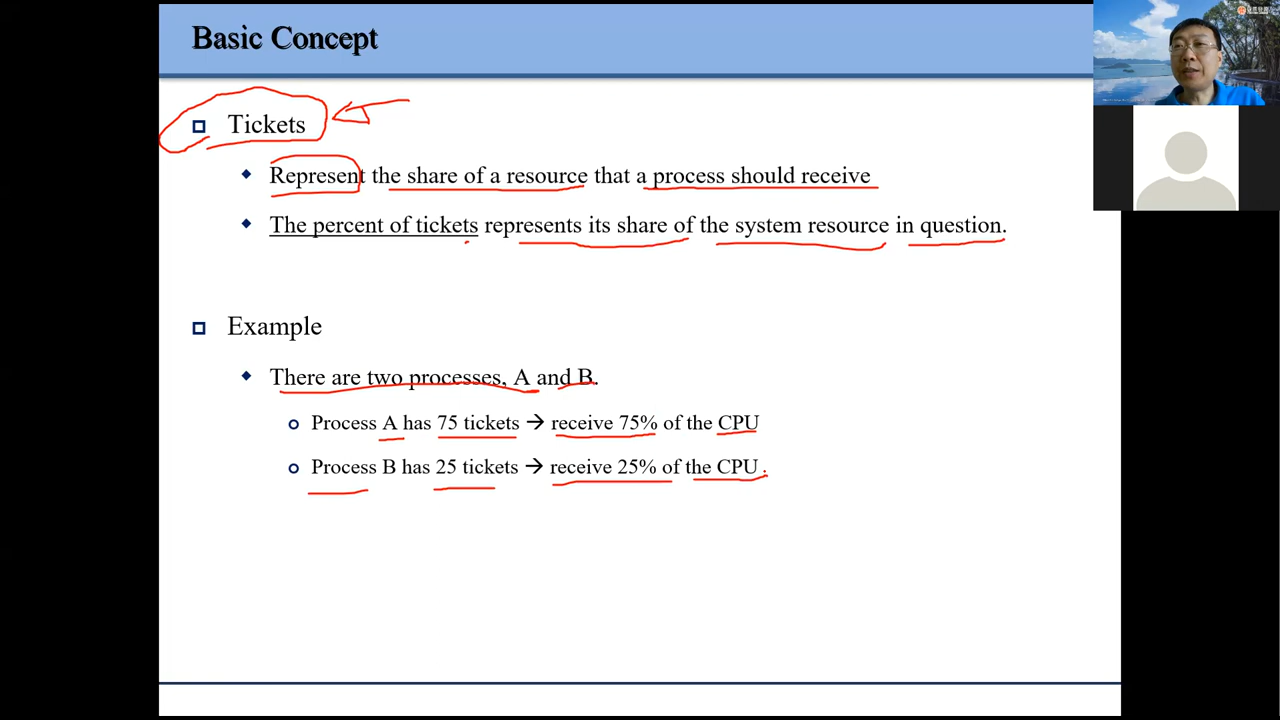 Basic Concept
Tickets
Represent the share of a resource that a process should receive
The percent of tickets represents its share of the system resource in question.
Example
There are two processes, A and B.
Process A has 75 tickets → receive 75% of the CPU
Process B has 25 tickets → receive 25% of the CPU.